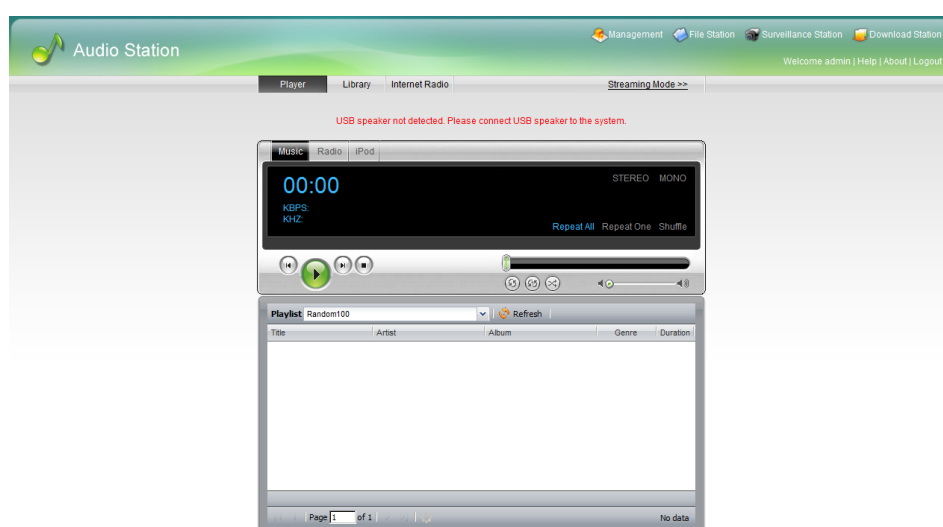 Management File Station Surveillance Station Download Station
Audio Station
Welcome admin | Help | About | Logout
Player Library Internet Radio Streaming Mode >>
USB speaker not detected. Please connect USB speaker to the system.
Music Radio iPod
00:00 STEREO MONO
KBPS:
KHZ:
Repeat All Repeat One Shuffle
Playlist Random100 Refresh
Title Artist Album Genre Duration
Page 1 of 1 No data